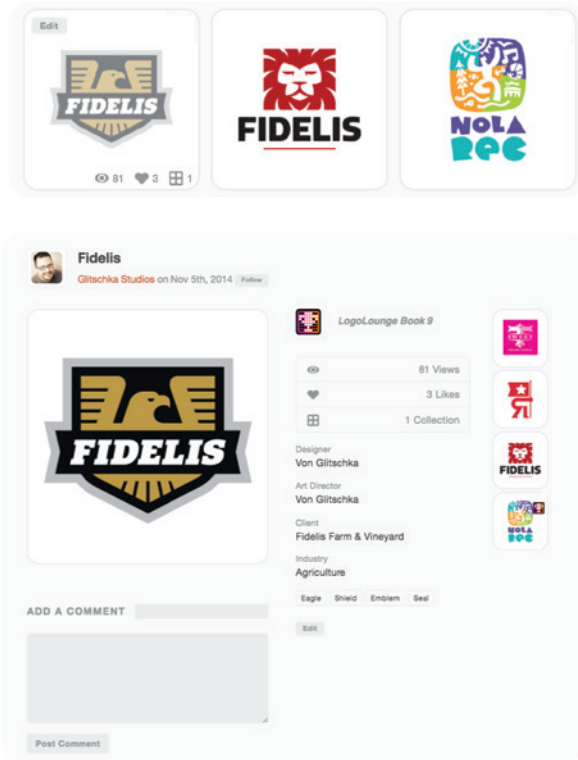 Edit
FIDELIS
81 3 1
FIDELIS
NOLA
REC
Fidelis
Glitschka Studios on Nov 5th, 2014 Follow
FIDELIS
LogoLounge Book 9
81 Views
3 Likes
1 Collection
Designer
Von Glitschka
Art Director
Von Glitschka
Client
Fidelis Farm & Vineyard
Industry
Agriculture
Eagle Shield Emblem Seal
Edit
FIDELIS
NOLA
REC
ADD A COMMENT
Post Comment